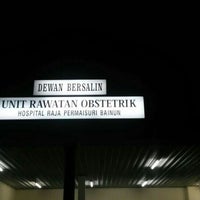 DEWAN BERSALIN
UNIT RAWATAN OBSTETRIK
HOSPITAL RAJA PERMAISURI BAINUN